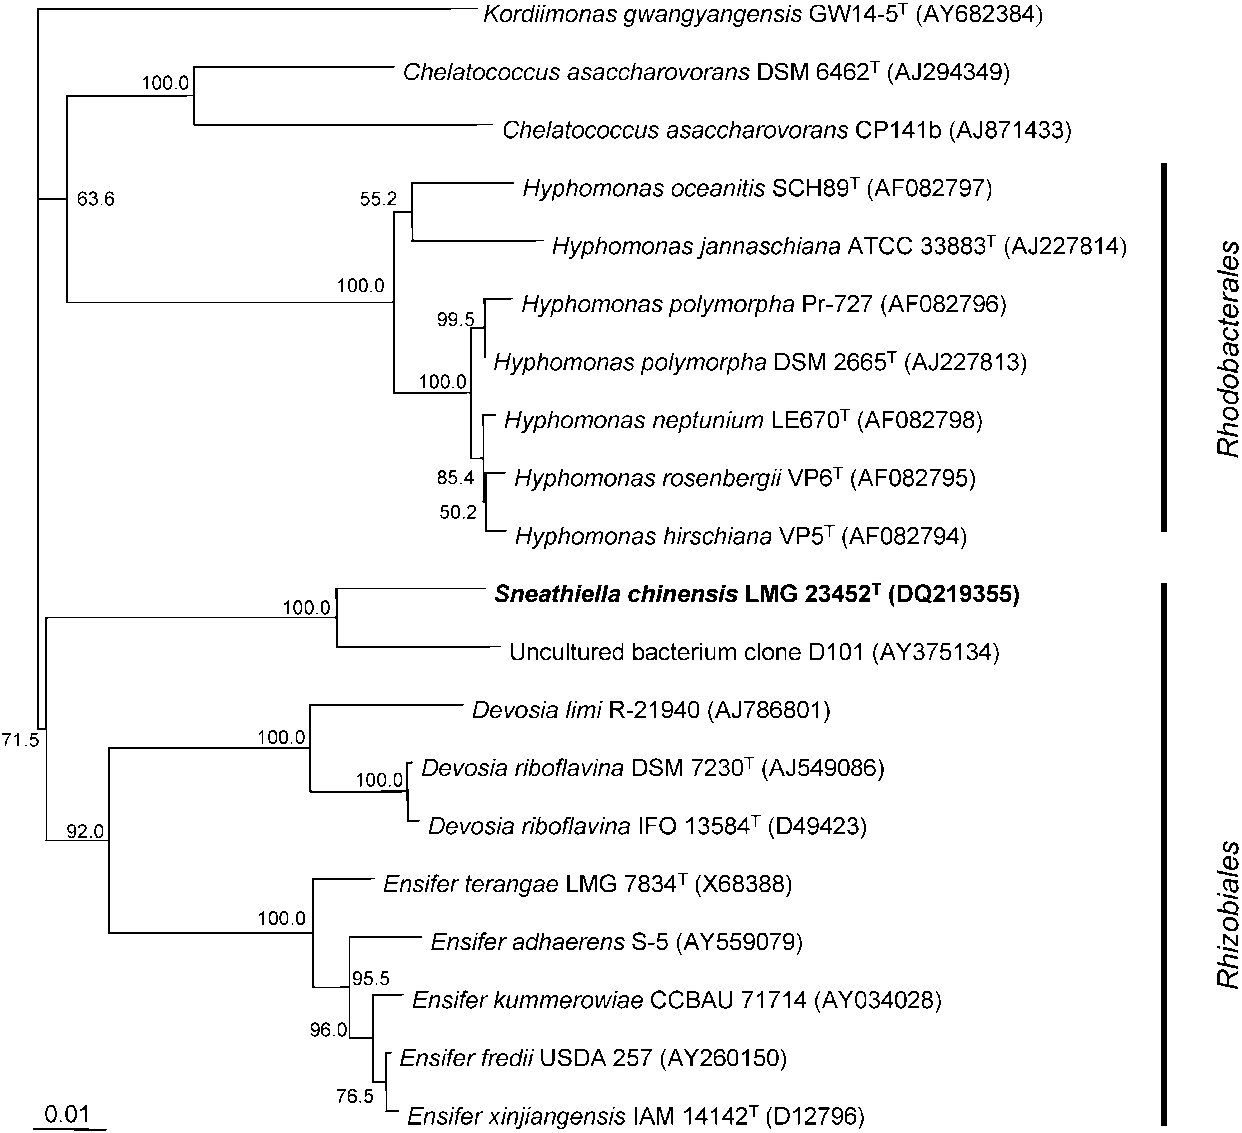 Kordiimonas gwangyangensis GW14-5T (AY682384)
Chelatococcus asaccharovorans DSM 6462T (AJ294349)
100.0
Chelatococcus asaccharovorans CP141b (AJ871433)
Hyphomonas oceanitis SCH89T (AF082797)
63.6
55.2
Hyphomonas jannaschiana ATCC 33883T (AJ227814)
100.0
Hyphomonas polymorpha Pr-727 (AF082796)
99.5
Hyphomonas polymorpha DSM 2665T (AJ227813)
100.0
Hyphomonas neptunium LE670T (AF082798)
85.4
Hyphomonas rosenbergii VP6T (AF082795)
50.2
Hyphomonas hirschiana VP5T (AF082794)
Rhodobacterales
Sneathiella chinensis LMG 23452T (DQ219355)
100.0
Uncultured bacterium clone D101 (AY375134)
Devosia limi R-21940 (AJ786801)
71.5
100.0
Devosia riboflavina DSM 7230T (AJ549086)
100.0
Devosia riboflavina IFO 13584T (D49423)
92.0
Ensifer terangae LMG 7834T (X68388)
100.0
Ensifer adhaerens S-5 (AY559079)
95.5
Ensifer kummerowiae CCBAU 71714 (AY034028)
96.0
Ensifer fredii USDA 257 (AY260150)
76.5
Ensifer xinjiangensis IAM 14142T (D12796)
Rhizobiales
0.01